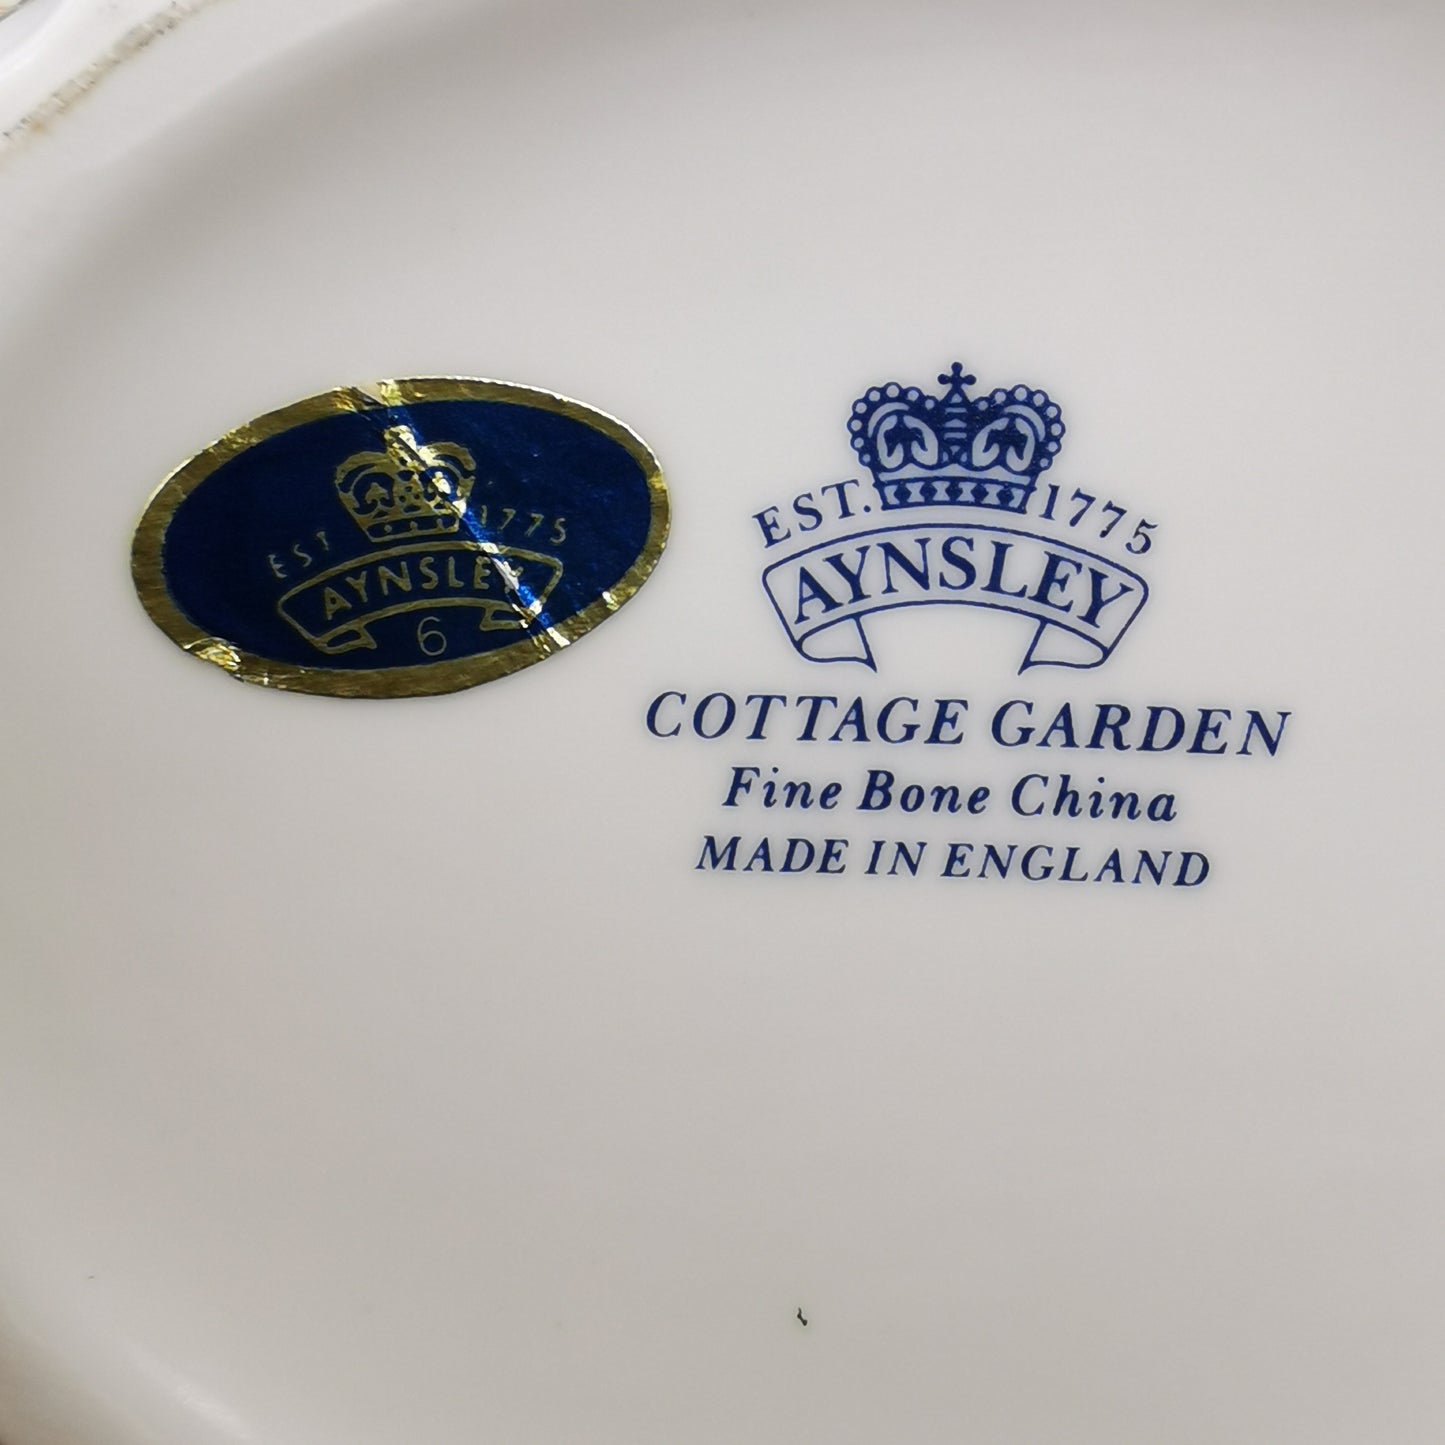 EST 1775
AYNSLEY
6
EST. 1775
AYNSLEY
COTTAGE GARDEN
Fine Bone China
MADE IN ENGLAND